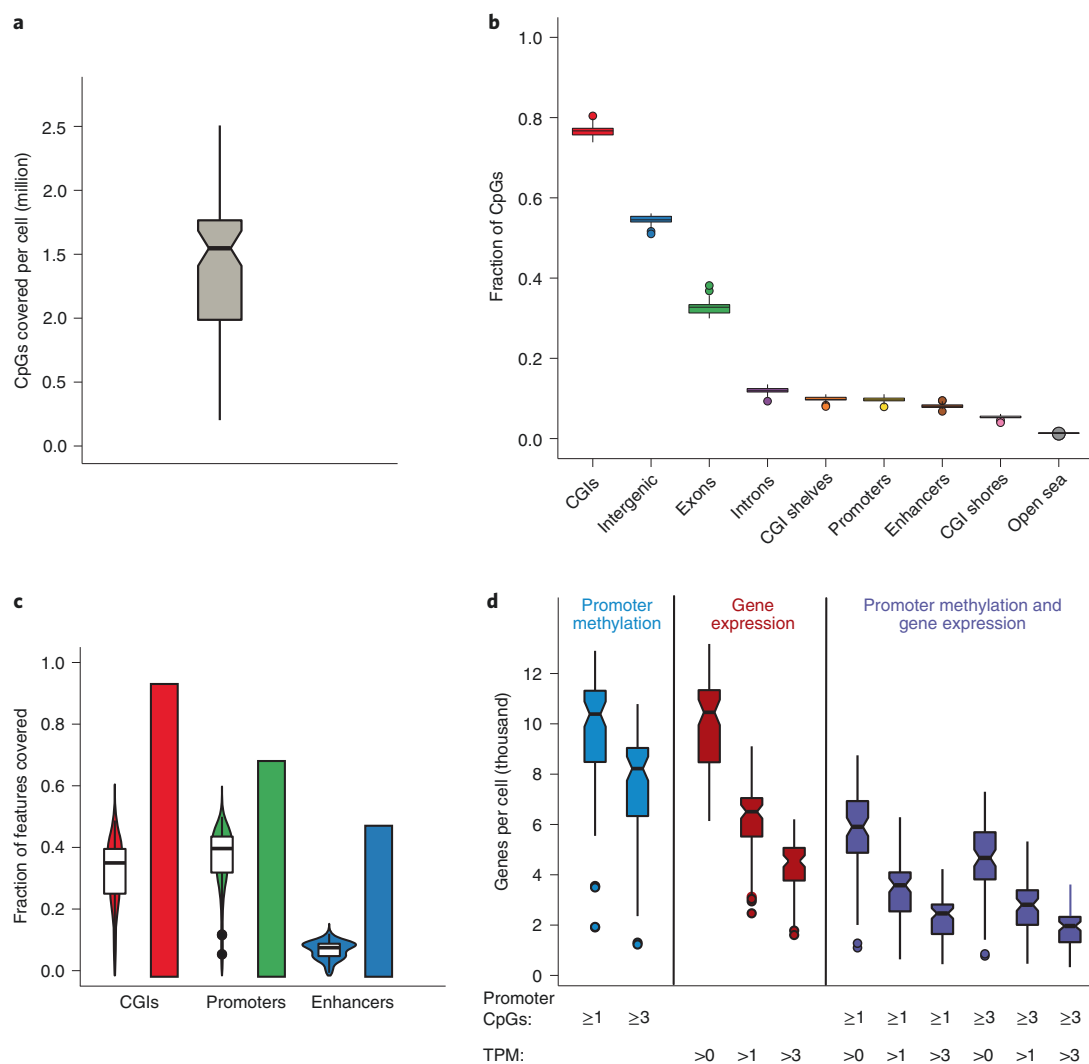 a
CpGs covered per cell (million)
2.5
2.0
1.5
2.0
0.5
0.0
b
Fraction of CpGs
1.0
0.8
0.6
0.4
0.2
0.0
CGIs
Intergenic
Exons
Introns
CGI shelves
Promoters
Enhancers
CGI shores
Open sea
c
Fraction of features covered
1.0
0.8
0.6
0.4
0.2
0.0
CGIs Promoters Enhancers
d
Promoter
methylation
Gene
expression
Promoter methylation and
gene expression
Genes per cell (thousand)
12
10
8
6
4
2
0
Promoter
CpGs: ≥1 ≥3 ≥1 ≥1 ≥1 ≥3 ≥3 ≥3
TPM: >0 >1 >3 >0 >1 >3 >0 >1 >3